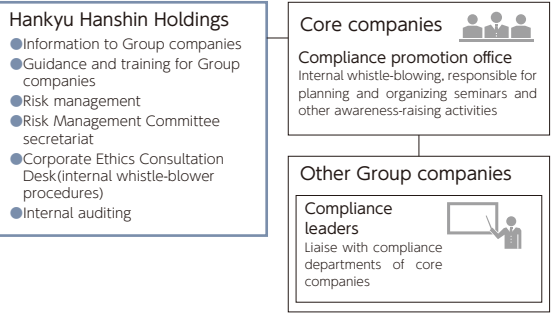 Hankyu Hanshin Holdings
●Information to Group companies
●Guidance and training for Group
companies
●Risk management
●Risk Management Committee
secretariat
●Corporate Ethics Consultation
Desk(internal whistle-blower
procedures)
●Internal auditing
Core companies
Compliance promotion office
Internal whistle-blowing, responsible for
planning and organizing seminars and
other awareness-raising activities
Other Group companies
Compliance
leaders
Liaise with compliance
departments of core
companies